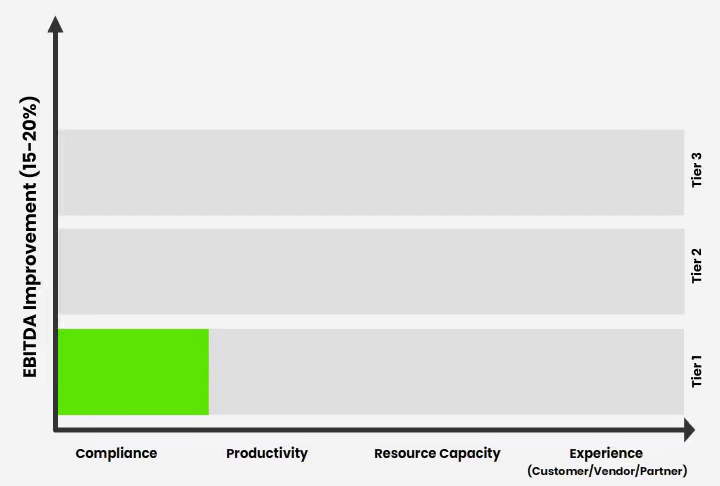 EBITDA Improvement (15-20%)
Tier 3
Tier 2
Tier 1
Compliance
Productivity
Resource Capacity
Experience
(Customer/Vendor/Partner)